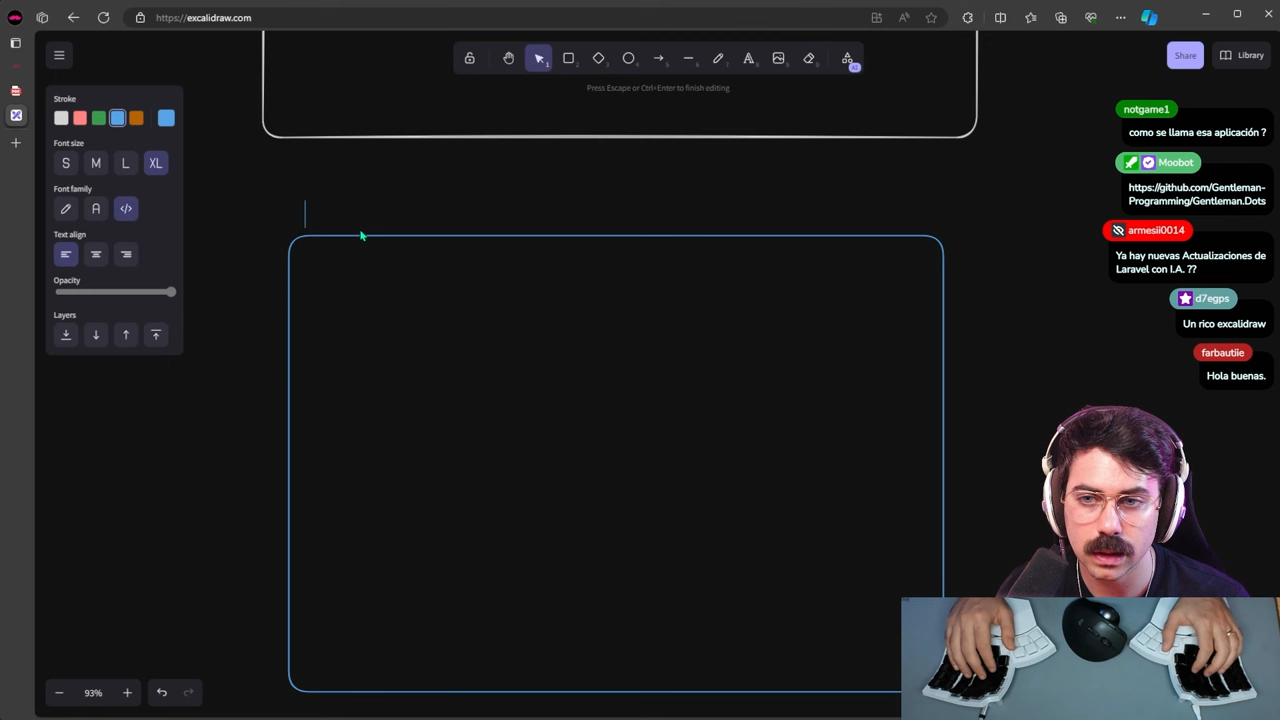 https://excalidraw.com
Share
Library
Press Escape or Ctrl+Enter to finish editing
AI
Stroke
Font size
S M L XL
Font family
A
Text align
Opacity
Layers
93%
notgame1
como se llama esa aplicación ?
Moobot
https://github.com/Gentleman-
Programming/Gentleman.Dots
armesii0014
Ya hay nuevas Actualizaciones de
Laravel con I.A. ??
d7egps
Un rico excalidraw
farbautiie
Hola buenas.